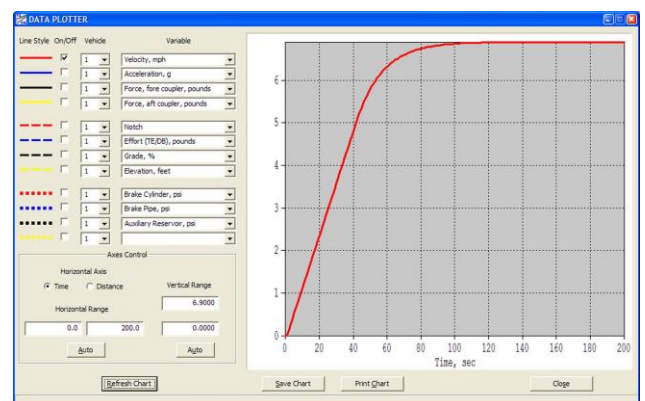 DATA PLOTTER
Line Style On/Off Vehicle Variable
1 Velocity, mph
1 Acceleration, g
1 Force, fore coupler, pounds
1 Force, aft coupler, pounds
1 Notch
1 Effort (TE/DB), pounds
1 Grade, %
1 Elevation, feet
1 Brake Cylinder, psi
1 Brake Pipe, psi
1 Auxiliary Reservoir, psi
1
Axes Control
Horizontal Axis
Time Distance Vertical Range
6.9000
Horizontal Range
0.0 200.0 0.0000
Auto Auto
Refresh Chart Save Chart Print Chart Close
6
5
4
3
2
1
0
0 20 40 60 80 100 120 140 160 180 200
Time, sec